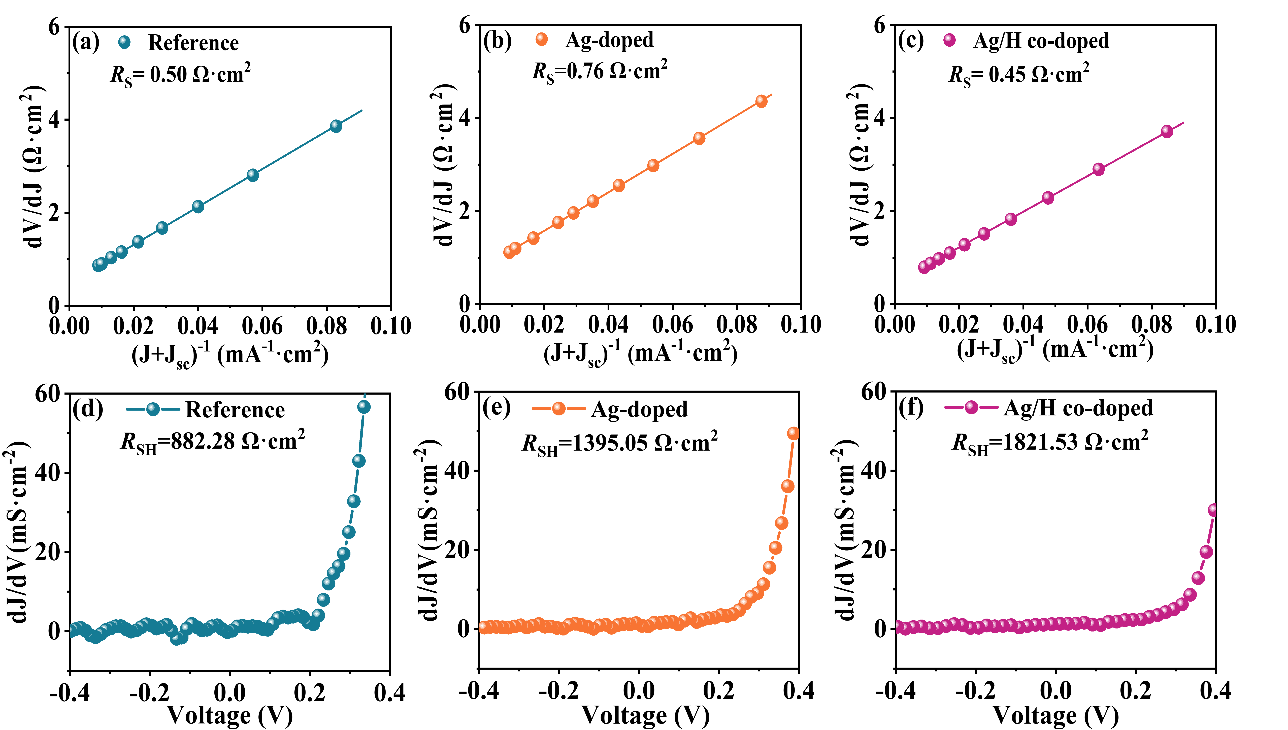 (a) Reference
R_S= 0.50 Ω·cm²
dV/dJ (Ω·cm²)
6
4
2
0
0.00 0.02 0.04 0.06 0.08 0.10
(J+J_sc)⁻¹ (mA⁻¹·cm²)
(b) Ag-doped
R_S=0.76 Ω·cm²
dV/dJ (Ω·cm²)
6
4
2
0
0.00 0.02 0.04 0.06 0.08 0.10
(J+J_sc)⁻¹ (mA⁻¹·cm²)
(c) Ag/H co-doped
R_S= 0.45 Ω·cm²
dV/dJ (Ω·cm²)
6
4
2
0
0.00 0.02 0.04 0.06 0.08 0.10
(J+J_sc)⁻¹ (mA⁻¹·cm²)
(d) Reference
R_SH=882.28 Ω·cm²
dJ/dV(mS·cm⁻²)
60
40
20
0
-0.4 -0.2 0.0 0.2 0.4
Voltage (V)
(e) Ag-doped
R_SH=1395.05 Ω·cm²
dJ/dV(mS·cm⁻²)
60
40
20
0
-0.4 -0.2 0.0 0.2 0.4
Voltage (V)
(f) Ag/H co-doped
R_SH=1821.53 Ω·cm²
dJ/dV(mS·cm⁻²)
60
40
20
0
-0.4 -0.2 0.0 0.2 0.4
Voltage (V)